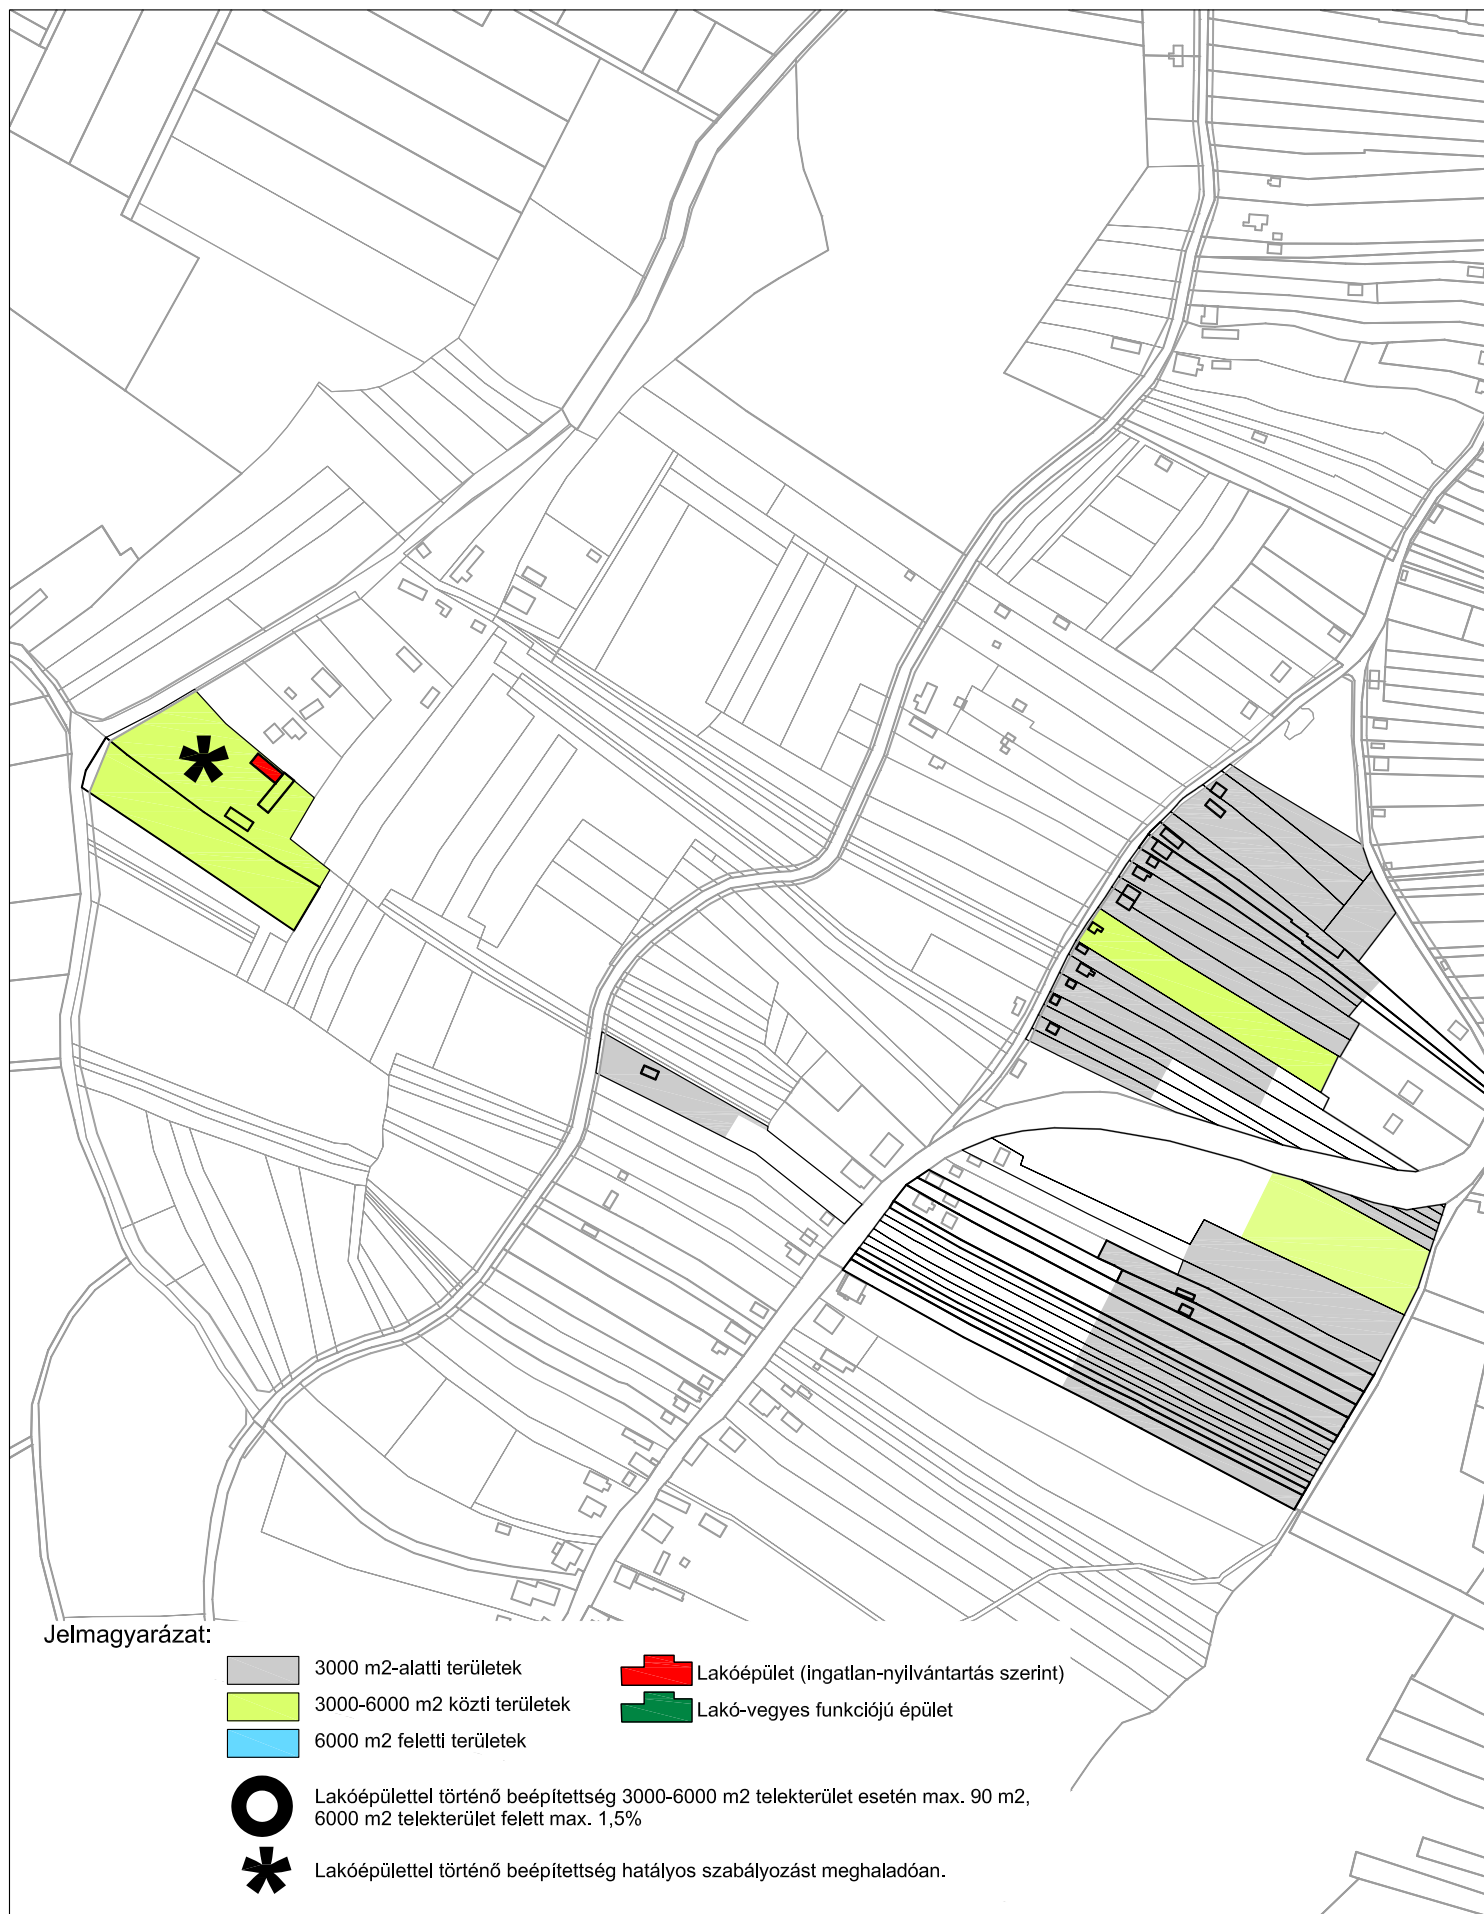 Jelmagyarázat:
3000 m2-alatti területek
3000-6000 m2 közti területek
6000 m2 feletti területek
Lakóépület (ingatlan-nyilvántartás szerint)
Lakó-vegyes funkciójú épület
Lakóépülettel történő beépítettség 3000-6000 m2 telekterület esetén max. 90 m2,
6000 m2 telekterület felett max. 1,5%
Lakóépülettel történő beépítettség hatályos szabályozást meghaladóan.